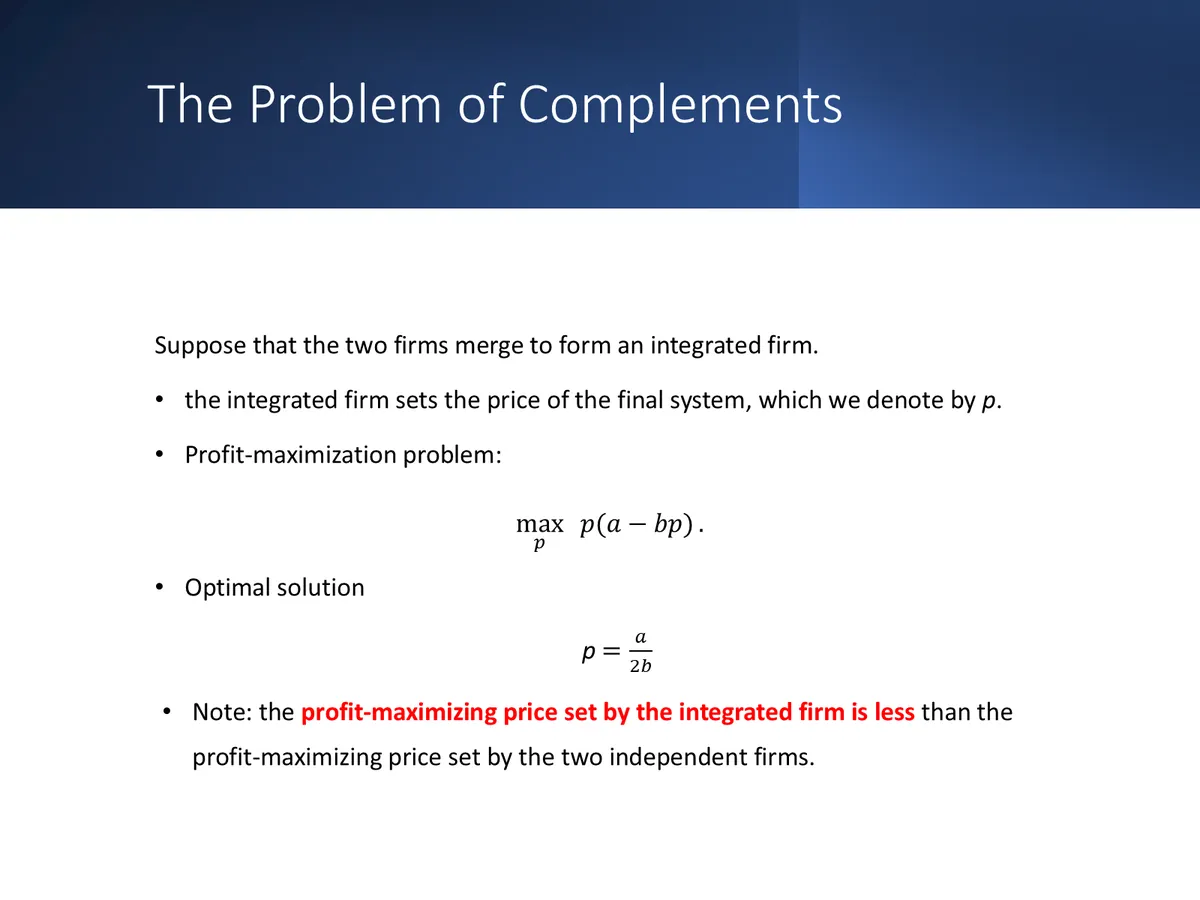 The Problem of Complements
Suppose that the two firms merge to form an integrated firm.
• the integrated firm sets the price of the final system, which we denote by p.
• Profit-maximization problem:
max p(a − bp) .
p
• Optimal solution
p = a/2b
• Note: the profit-maximizing price set by the integrated firm is less than the
profit-maximizing price set by the two independent firms.